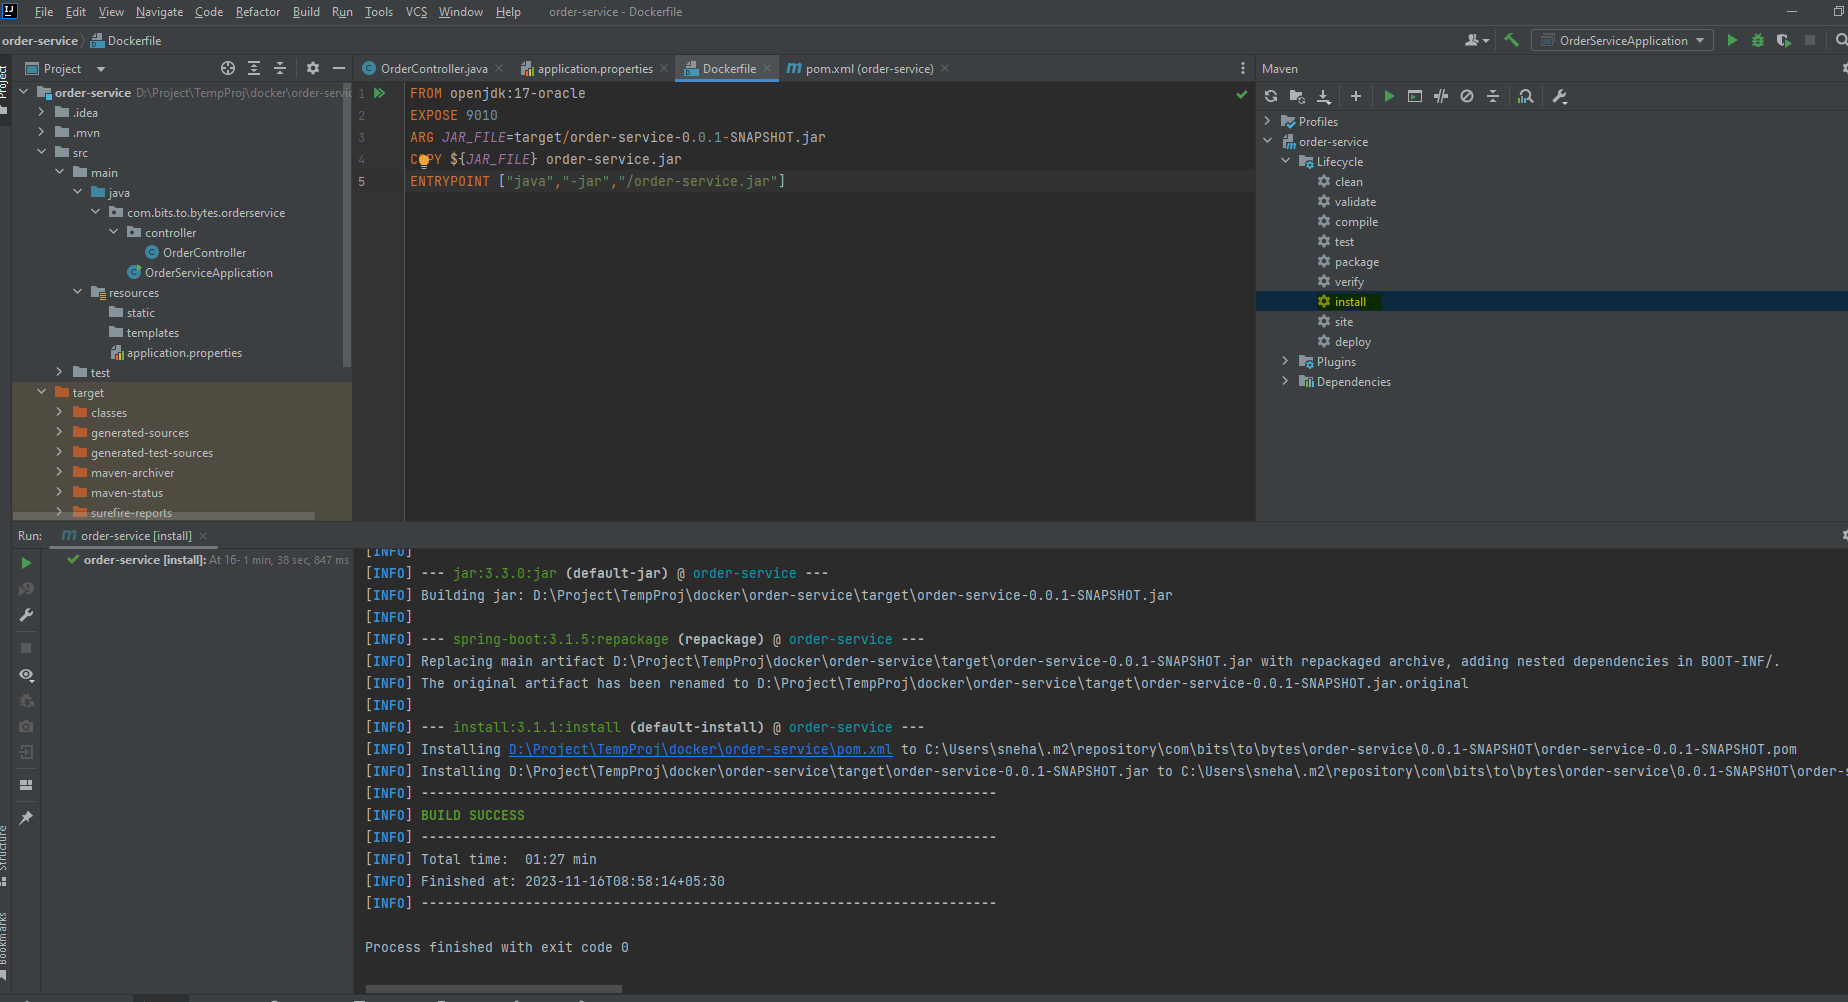 File Edit View Navigate Code Refactor Build Run Tools VCS Window Help order-service - Dockerfile
order-service Dockerfile
OrderServiceApplication
Project
Project
OrderController.java
application.properties
Dockerfile
pom.xml (order-service)
Maven
order-service D:\Project\TempProj\docker\order-servic
.idea
.mvn
src
main
java
com.bits.to.bytes.orderservice
controller
OrderController
OrderServiceApplication
resources
static
templates
application.properties
test
target
classes
generated-sources
generated-test-sources
maven-archiver
maven-status
surefire-reports
1 FROM openjdk:17-oracle
2 EXPOSE 9010
3 ARG JAR_FILE=target/order-service-0.0.1-SNAPSHOT.jar
4 COPY ${JAR_FILE} order-service.jar
5 ENTRYPOINT ["java","-jar","/order-service.jar"]
Profiles
order-service
Lifecycle
clean
validate
compile
test
package
verify
install
site
deploy
Plugins
Dependencies
Run: order-service [install]
order-service [install]: At 16- 1 min, 38 sec, 847 ms
[INFO]
[INFO] --- jar:3.3.0:jar (default-jar) @ order-service ---
[INFO] Building jar: D:\Project\TempProj\docker\order-service\target\order-service-0.0.1-SNAPSHOT.jar
[INFO]
[INFO] --- spring-boot:3.1.5:repackage (repackage) @ order-service ---
[INFO] Replacing main artifact D:\Project\TempProj\docker\order-service\target\order-service-0.0.1-SNAPSHOT.jar with repackaged archive, adding nested dependencies in BOOT-INF/.
[INFO] The original artifact has been renamed to D:\Project\TempProj\docker\order-service\target\order-service-0.0.1-SNAPSHOT.jar.original
[INFO]
[INFO] --- install:3.1.1:install (default-install) @ order-service ---
[INFO] Installing D:\Project\TempProj\docker\order-service\pom.xml to C:\Users\sneha\.m2\repository\com\bits\to\bytes\order-service\0.0.1-SNAPSHOT\order-service-0.0.1-SNAPSHOT.pom
[INFO] Installing D:\Project\TempProj\docker\order-service\target\order-service-0.0.1-SNAPSHOT.jar to C:\Users\sneha\.m2\repository\com\bits\to\bytes\order-service\0.0.1-SNAPSHOT\order-s
[INFO] ------------------------------------------------------------------------
[INFO] BUILD SUCCESS
[INFO] ------------------------------------------------------------------------
[INFO] Total time:  01:27 min
[INFO] Finished at: 2023-11-16T08:58:14+05:30
[INFO] ------------------------------------------------------------------------
Process finished with exit code 0
Structure
Bookmarks